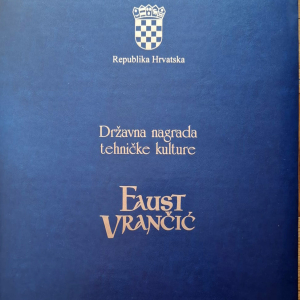 Republika Hrvatska
Državna nagrada
tehničke kulture
FAUST
VRANČIĆ